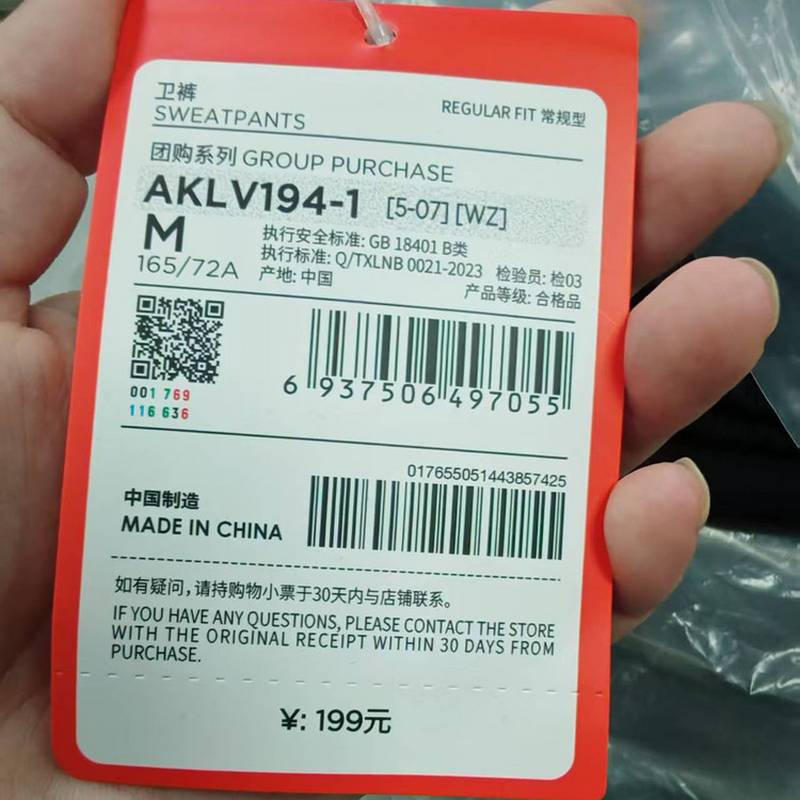 卫裤
SWEATPANTS
REGULAR FIT 常规型
团购系列 GROUP PURCHASE
AKLV194-1 [5-07] [WZ]
M
165/72A
执行安全标准: GB 18401 B类
执行标准: Q/TXLNB 0021-2023 检验员: 检03
产地: 中国 产品等级: 合格品
001 769
116 636
6 937506 497055
017655051443857425
中国制造
MADE IN CHINA
如有疑问,请持购物小票于30天内与店铺联系。
IF YOU HAVE ANY QUESTIONS, PLEASE CONTACT THE STORE
WITH THE ORIGINAL RECEIPT WITHIN 30 DAYS FROM
PURCHASE.
¥: 199元